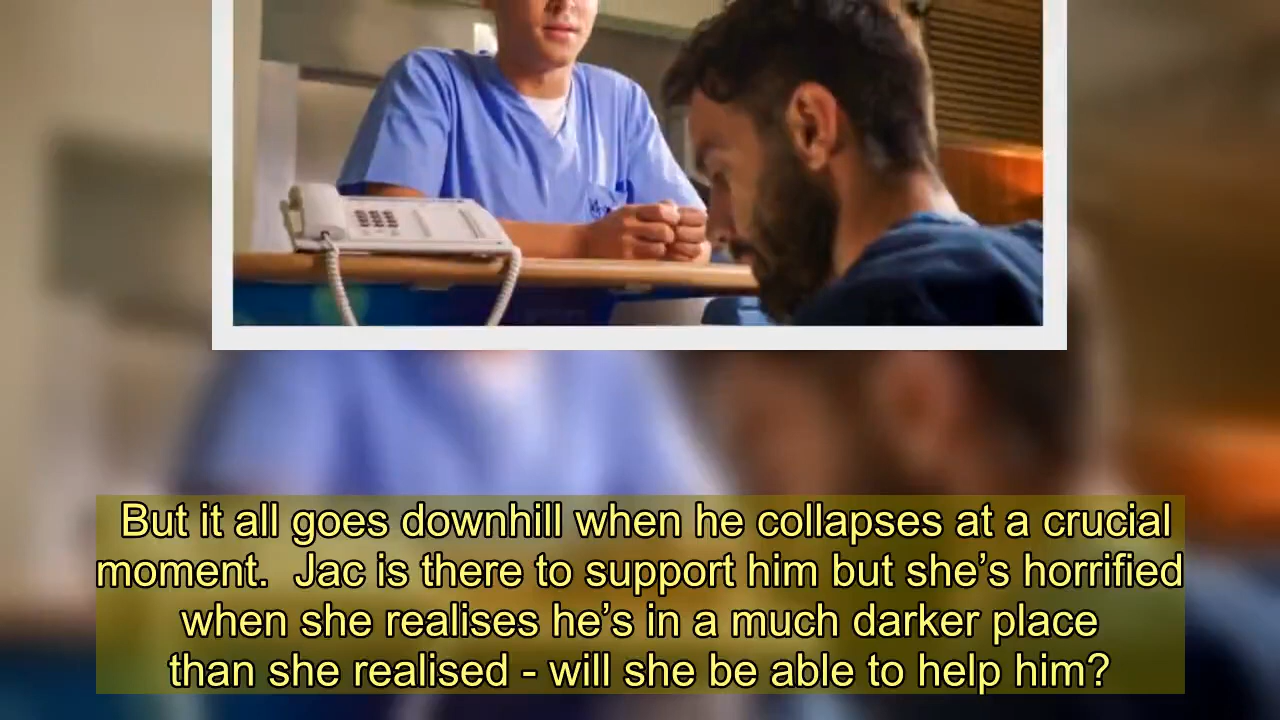 But it all goes downhill when he collapses at a crucial
moment.  Jac is there to support him but she’s horrified
when she realises he’s in a much darker place
than she realised - will she be able to help him?